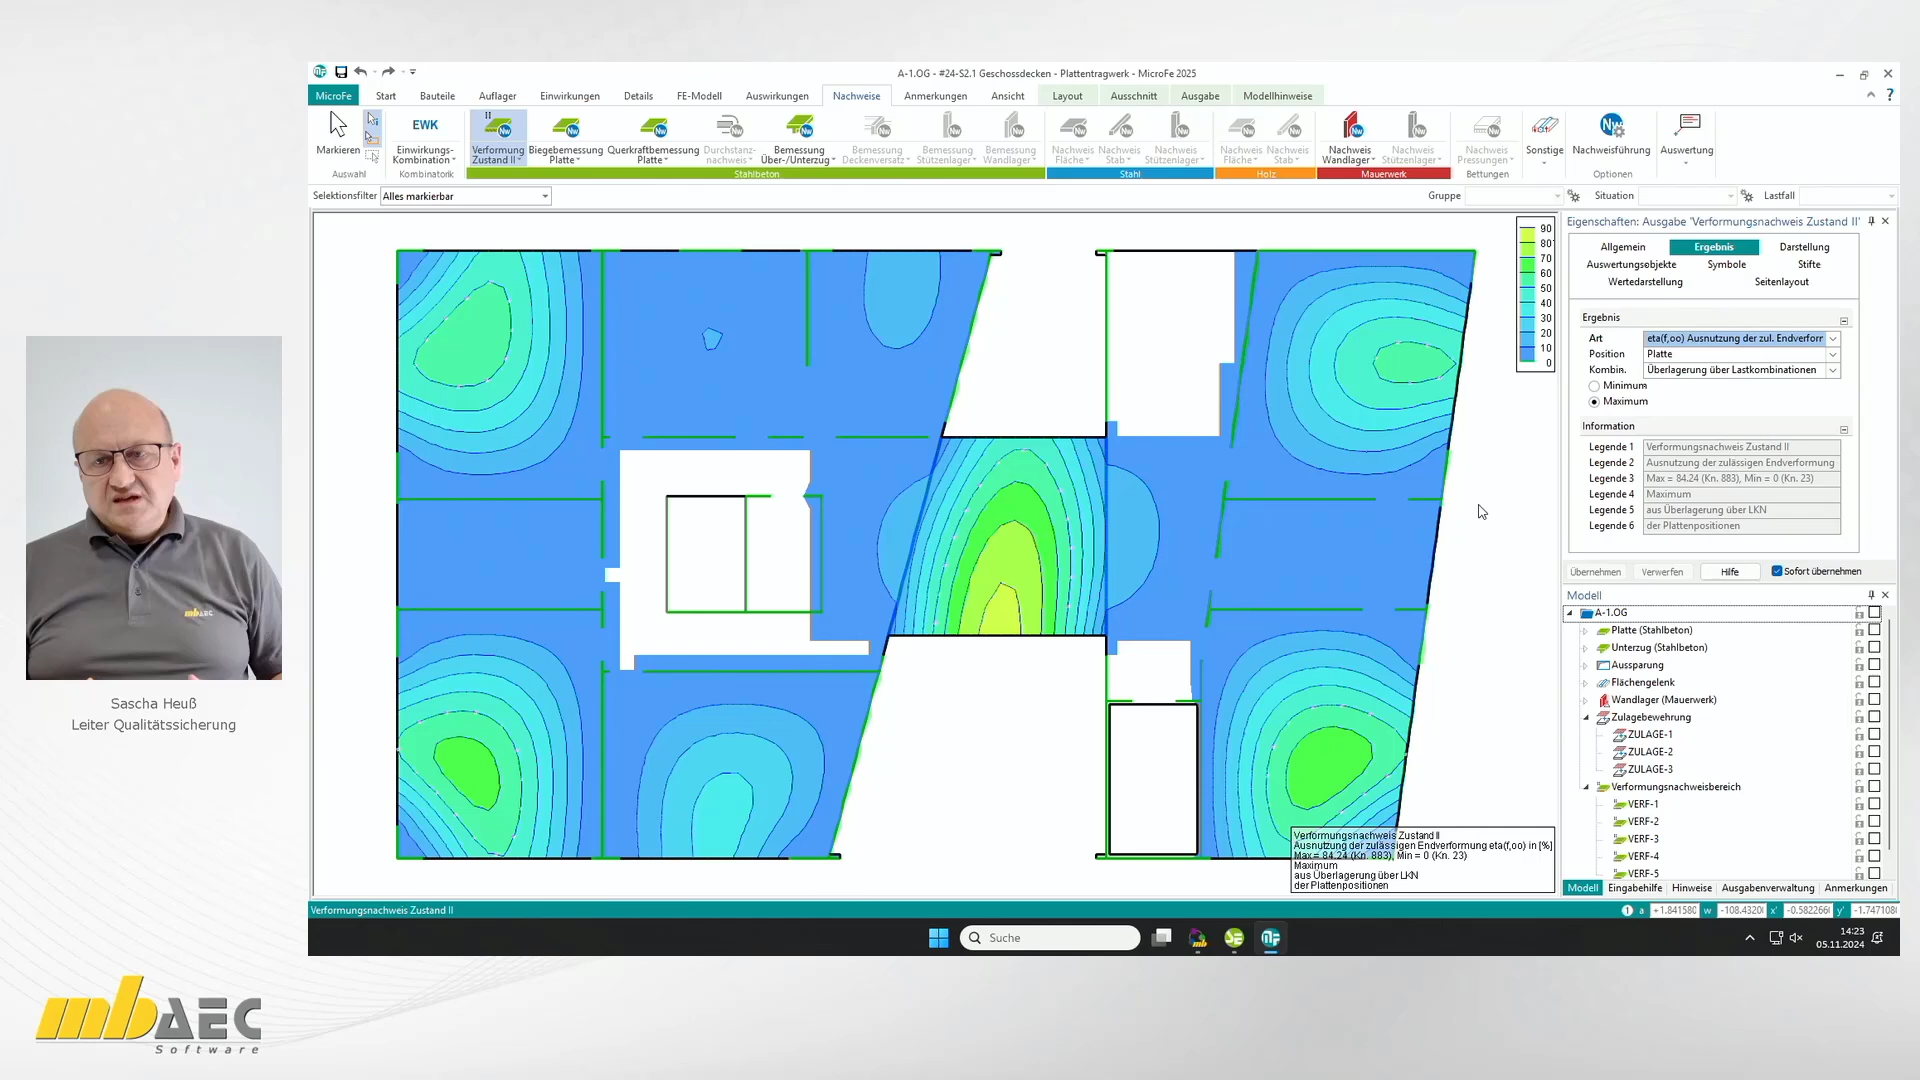 A-1.OG - #24-S2.1 Geschossdecken - Plattentragwerk - MicroFe 2025
MicroFe Start Bauteile Auflager Einwirkungen Details FE-Modell Auswirkungen Nachweise Anmerkungen Ansicht Layout Ausschnitt Ausgabe Modellhinweise
EWK
Markieren Einwirkungs-Kombination Verformung Zustand II Biegebemessung Platte Querkraftbemessung Platte Durchstanz-nachweis Bemessung Über-/Unterzug Bemessung Deckenversatz Bemessung Stützenlager Bemessung Wandlager Nachweis Fläche Nachweis Stab Nachweis Stützenlager Nachweis Fläche Nachweis Stab Nachweis Wandlager Nachweis Stützenlager Nachweis Pressungen Sonstige Nachweisführung Auswertung
Auswahl Kombinatorik Stahlbeton Stahl Holz Mauerwerk Bettungen Optionen
Selektionsfilter Alles markierbar Gruppe Situation Lastfall
Eigenschaften: Ausgabe 'Verformungsnachweis Zustand II'
Allgemein Ergebnis Darstellung
Auswertungsobjekte Symbole Stifte
Wertedarstellung Seitenlayout
Ergebnis
Art eta(f,oo) Ausnutzung der zul. Endverforr
Position Platte
Kombin. Überlagerung über Lastkombinationen
Minimum
Maximum
Information
Legende 1 Verformungsnachweis Zustand II
Legende 2 Ausnutzung der zulässigen Endverformung
Legende 3 Max = 84.24 (Kn. 883), Min = 0 (Kn. 23)
Legende 4 Maximum
Legende 5 aus Überlagerung über LKN
Legende 6 der Plattenpositionen
Übernehmen Verwerfen Hilfe Sofort übernehmen
Modell
A-1.OG
Platte (Stahlbeton)
Unterzug (Stahlbeton)
Aussparung
Flächengelenk
Wandlager (Mauerwerk)
Zulagebewehrung
ZULAGE-1
ZULAGE-2
ZULAGE-3
Verformungsnachweisbereich
VERF-1
VERF-2
VERF-3
VERF-4
VERF-5
Modell Eingabehilfe Hinweise Ausgabenverwaltung Anmerkungen
90
80
70
60
50
40
30
20
10
0
Verformungsnachweis Zustand II
Ausnutzung der zulässigen Endverformung eta(f,oo) in [%]
Max = 84.24 (Kn. 883), Min = 0 (Kn. 23)
Maximum
aus Überlagerung über LKN
der Plattenpositionen
Verformungsnachweis Zustand II
1 a +1.841580 w -108.4320 x' -0.582266 y' -1.747108
Suche
14:23
05.11.2024
Sascha Heuß
Leiter Qualitätssicherung
mbAEC
mbAEC
Software